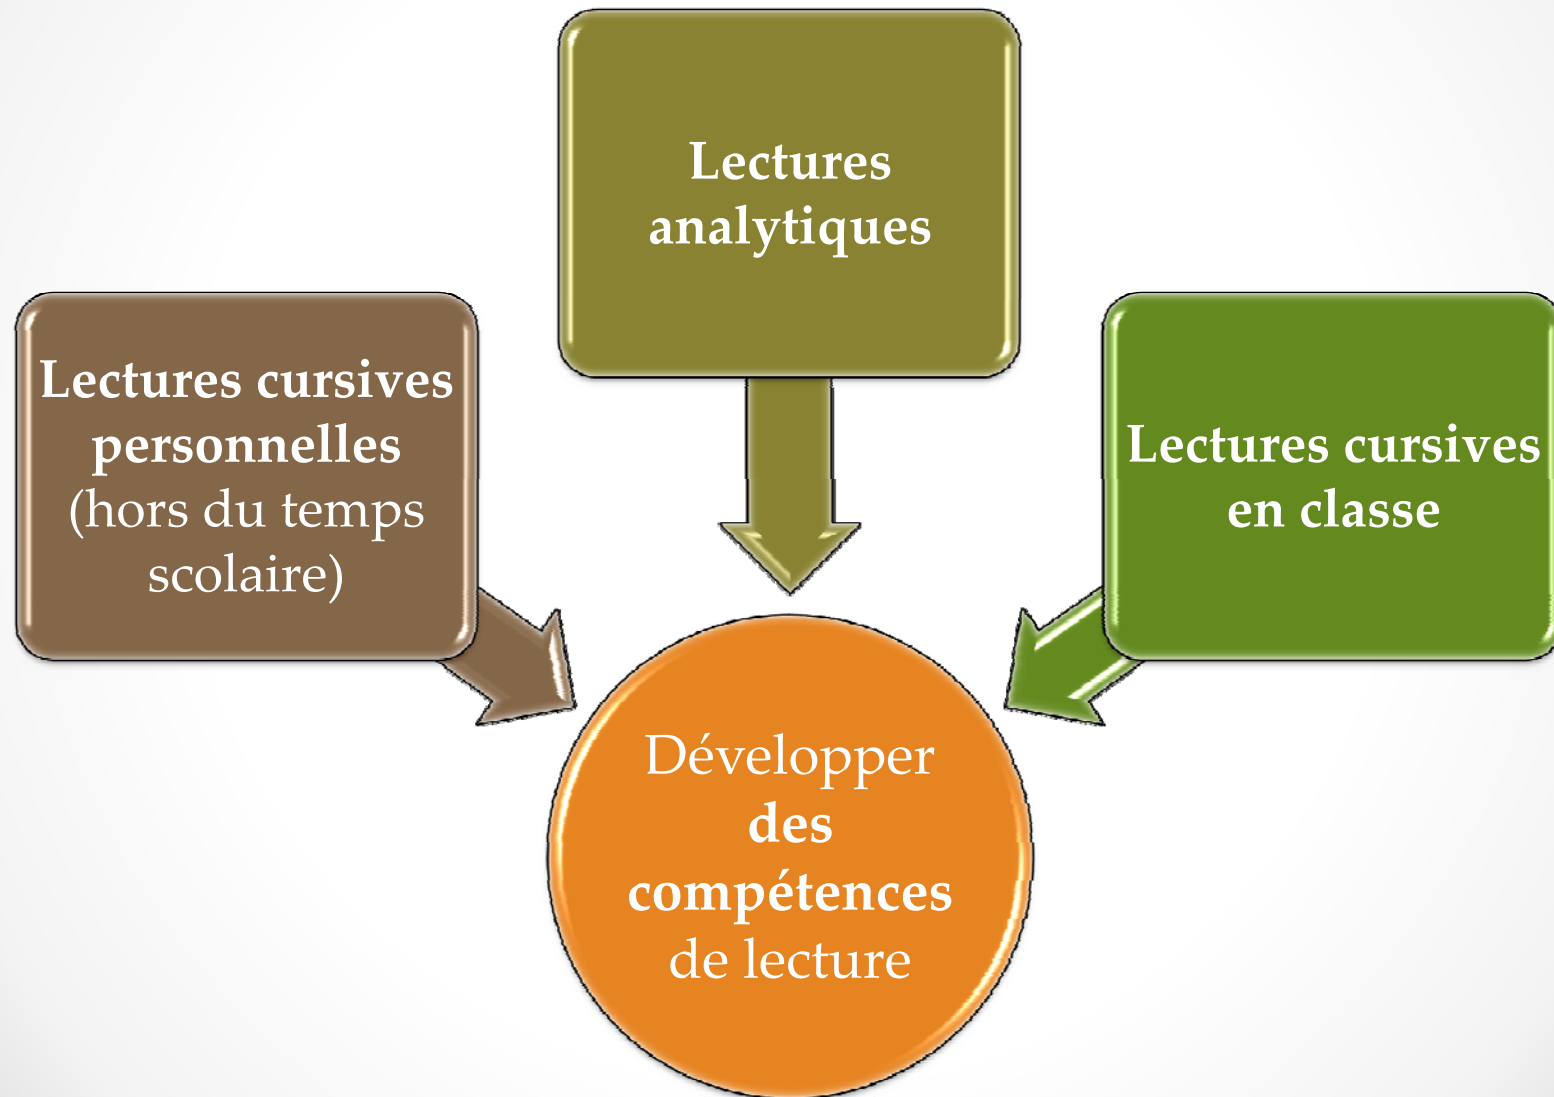 Lectures
analytiques
Lectures cursives
personnelles
(hors du temps
scolaire)
Lectures cursives
en classe
Développer
des
compétences
de lecture